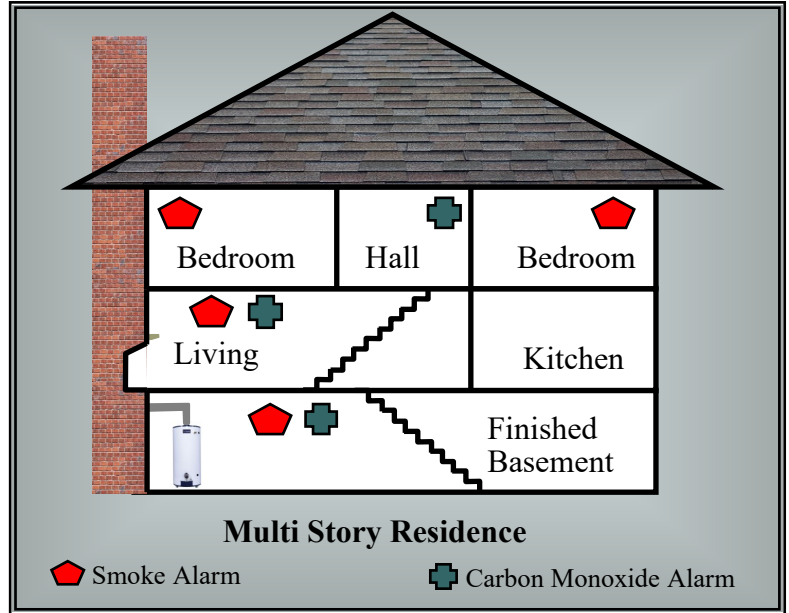 Bedroom
Hall
Bedroom
Living
Kitchen
Finished
Basement
Multi Story Residence
Smoke Alarm
Carbon Monoxide Alarm